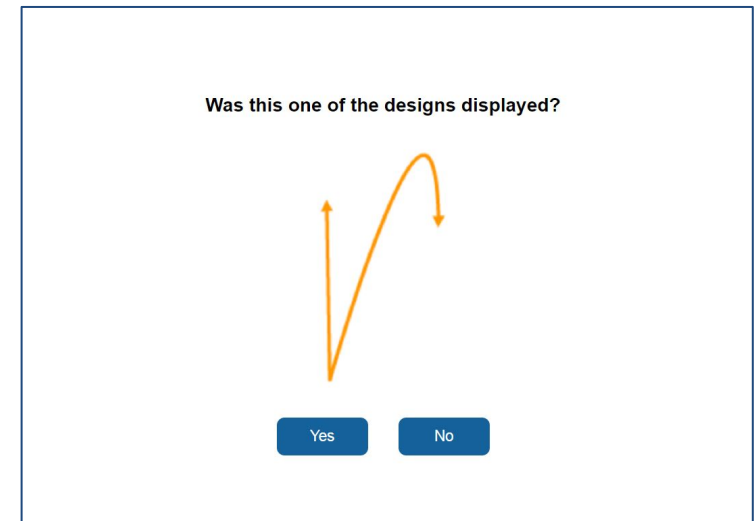 Was this one of the designs displayed?
Yes No